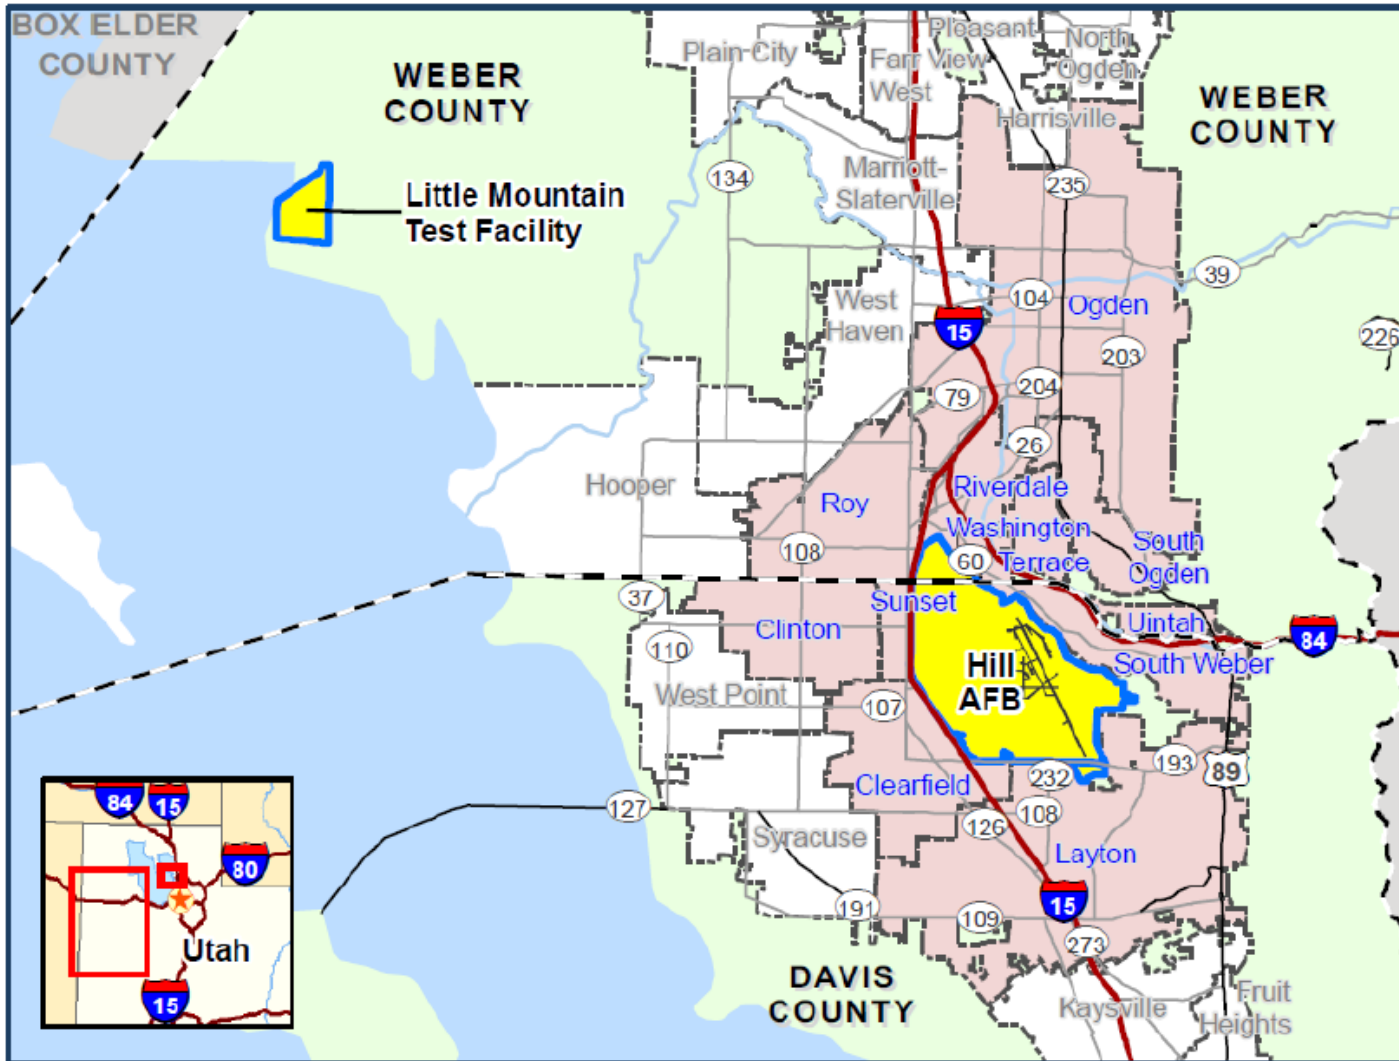 BOX ELDER
COUNTY
WEBER
COUNTY
Plain City
Farr View
West
Pleasant
North
Ogden
Harrisville
WEBER
COUNTY
Marriott-
Slaterville
134
235
Little Mountain
Test Facility
39
West
Haven
104
Ogden
15
226
203
204
79
26
Hooper
Roy
Riverdale
Washington
Terrace
108
60
South
Ogden
37
Sunset
Clinton
Uintah
84
110
Hill
AFB
South Weber
West Point
107
193
89
232
Clearfield
127
108
126
Syracuse
Layton
15
191
109
273
DAVIS
COUNTY
Kaysville
Fruit
Heights
84
15
80
Utah
15